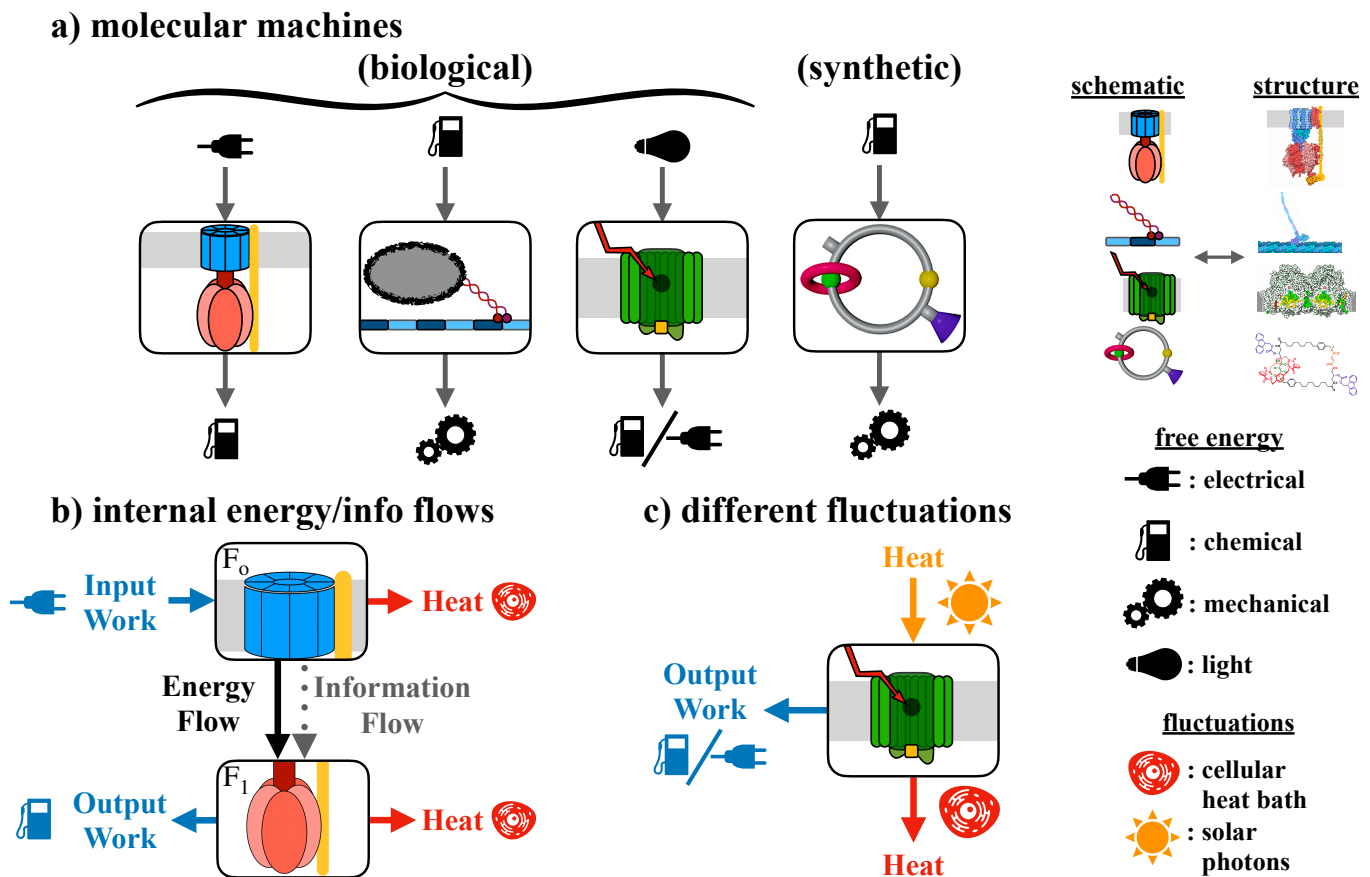 a) molecular machines
(biological)
(synthetic)
schematic
structure
b) internal energy/info flows
Fo
Input
Work
Heat
Energy
Flow
Information
Flow
F1
Output
Work
Heat
c) different fluctuations
Heat
Output
Work
Heat
free energy
: electrical
: chemical
: mechanical
: light
fluctuations
: cellular
heat bath
: solar
photons